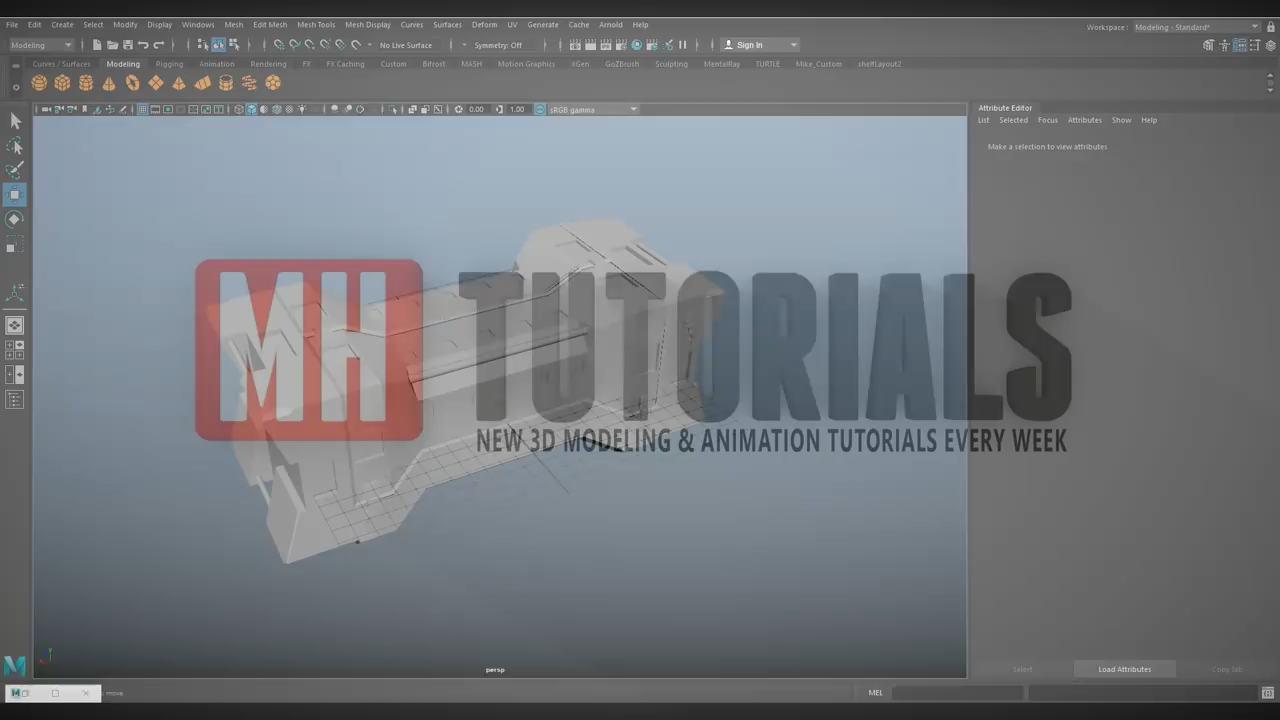 File Edit Create Select Modify Display Windows Mesh Edit Mesh Mesh Tools Mesh Display Curves Surfaces Deform UV Generate Cache Arnold Help
Workspace : Modeling - Standard*
Modeling
No Live Surface
Symmetry: Off
Sign In
Curves / Surfaces Modeling Rigging Animation Rendering FX FX Caching Custom Bifrost MASH Motion Graphics XGen GoZBrush Sculpting MentalRay TURTLE Mike_Custom shelfLayout2
0.00 1.00 sRGB gamma
Attribute Editor
List Selected Focus Attributes Show Help
Make a selection to view attributes
MH TUTORIALS
NEW 3D MODELING & ANIMATION TUTORIALS EVERY WEEK
persp
Select Load Attributes Copy Tab
move
MEL